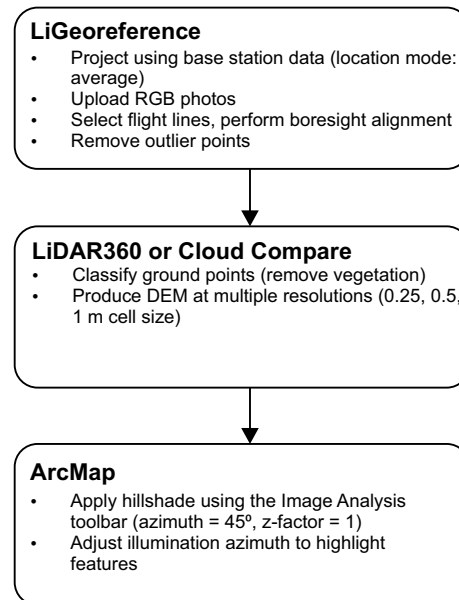 LiGeoreference
• Project using base station data (location mode:
average)
• Upload RGB photos
• Select flight lines, perform boresight alignment
• Remove outlier points
LiDAR360 or Cloud Compare
• Classify ground points (remove vegetation)
• Produce DEM at multiple resolutions (0.25, 0.5,
1 m cell size)
ArcMap
• Apply hillshade using the Image Analysis
toolbar (azimuth = 45º, z-factor = 1)
• Adjust illumination azimuth to highlight
features